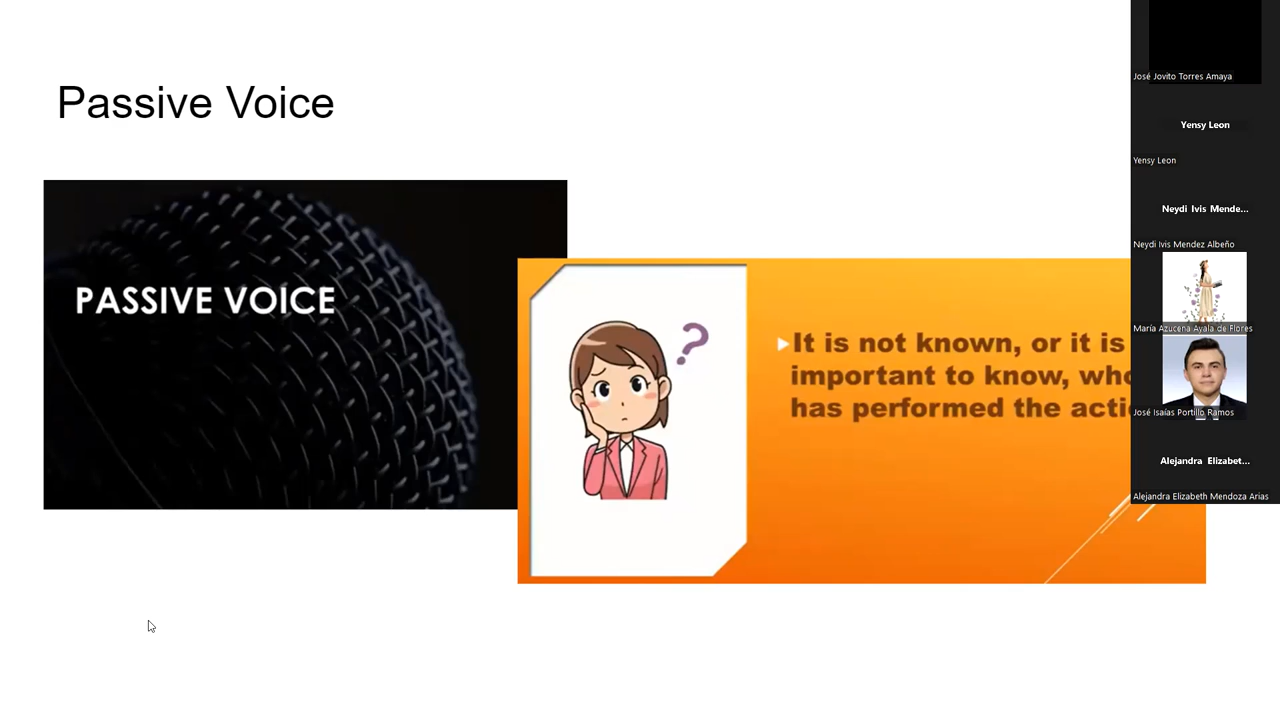 Passive Voice
PASSIVE VOICE
?
It is not known, or it is
important to know, who
has performed the acti
José Jovito Torres Amaya
Yensy Leon
Yensy Leon
Neydi Ivis Mende...
Neydi Ivis Mendez Albeño
María Azucena Ayala de Flores
José Isaías Portillo Ramos
Alejandra Elizabet...
Alejandra Elizabeth Mendoza Arias